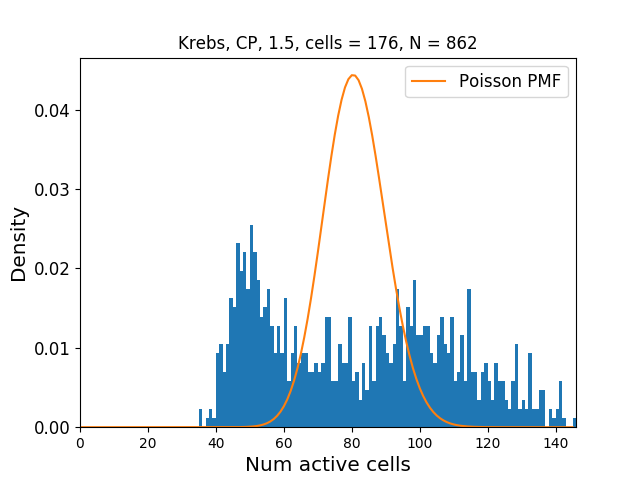 Krebs, CP, 1.5, cells = 176, N = 862
Poisson PMF
0.04
0.03
0.02
0.01
0.00
Density
0 20 40 60 80 100 120 140
Num active cells